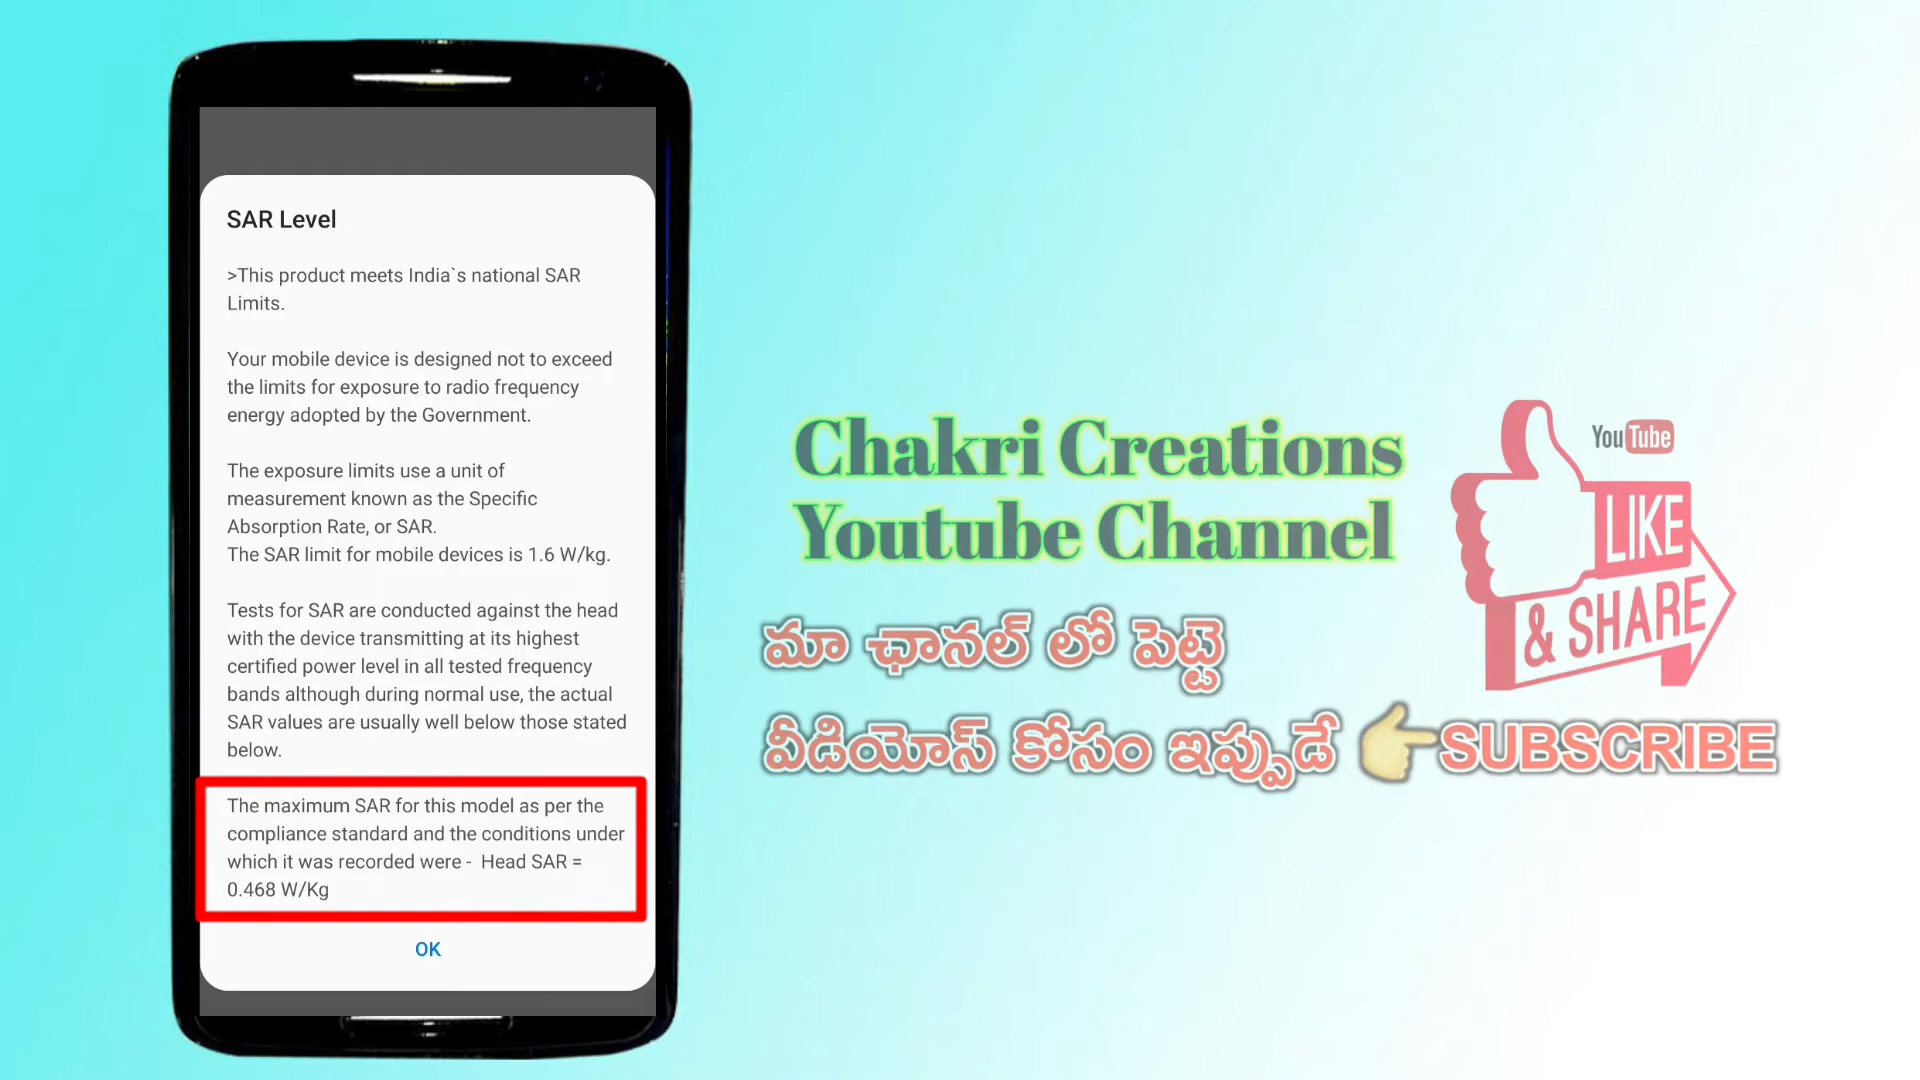 SAR Level
>This product meets India`s national SAR
Limits.
Your mobile device is designed not to exceed
the limits for exposure to radio frequency
energy adopted by the Government.
The exposure limits use a unit of
measurement known as the Specific
Absorption Rate, or SAR.
The SAR limit for mobile devices is 1.6 W/kg.
Tests for SAR are conducted against the head
with the device transmitting at its highest
certified power level in all tested frequency
bands although during normal use, the actual
SAR values are usually well below those stated
below.
The maximum SAR for this model as per the
compliance standard and the conditions under
which it was recorded were - Head SAR =
0.468 W/Kg
OK
Chakri Creations
Youtube Channel
మా ఛానల్ లో పెట్టె
వీడియోస్ కోసం ఇప్పుడే 👉SUBSCRIBE
YouTube
LIKE
& SHARE